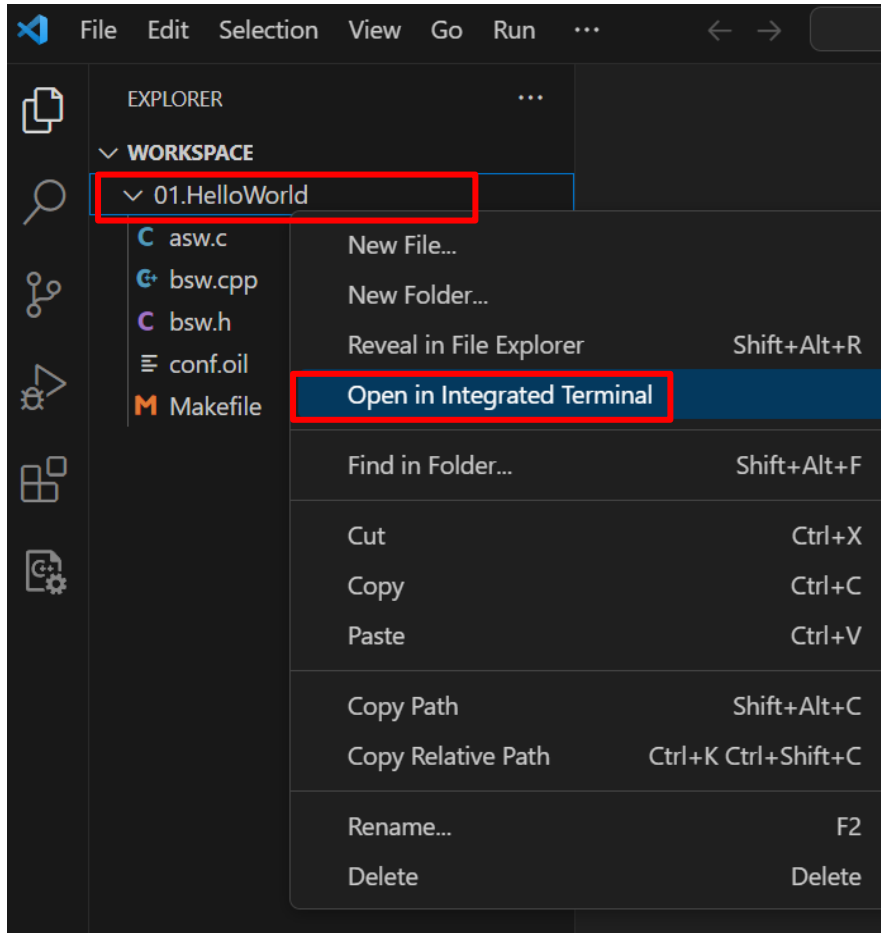 File Edit Selection View Go Run ···
EXPLORER ···
WORKSPACE
01.HelloWorld
C asw.c
G+ bsw.cpp
C bsw.h
conf.oil
M Makefile
New File...
New Folder...
Reveal in File Explorer Shift+Alt+R
Open in Integrated Terminal
Find in Folder... Shift+Alt+F
Cut Ctrl+X
Copy Ctrl+C
Paste Ctrl+V
Copy Path Shift+Alt+C
Copy Relative Path Ctrl+K Ctrl+Shift+C
Rename... F2
Delete Delete